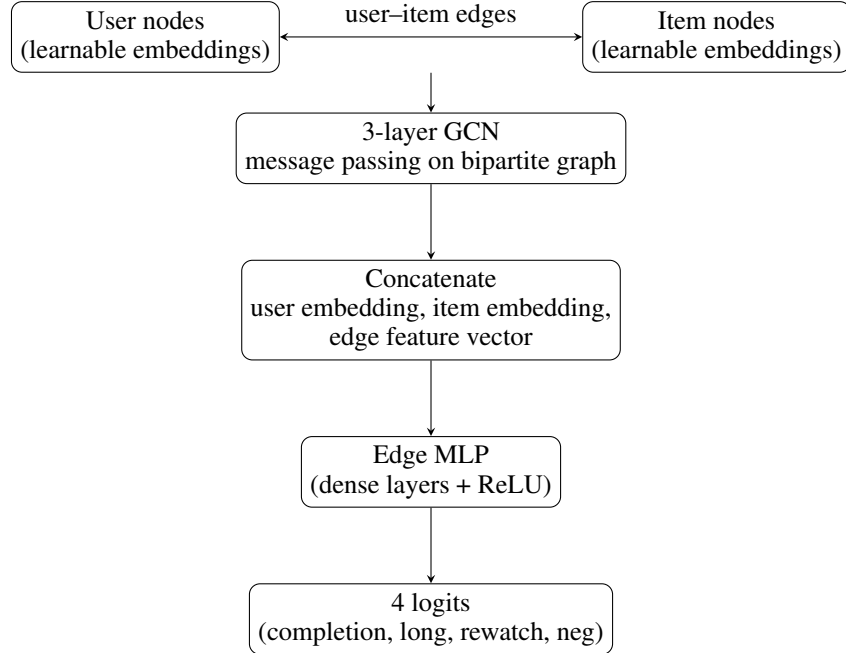 User nodes
(learnable embeddings)
user–item edges
Item nodes
(learnable embeddings)
3-layer GCN
message passing on bipartite graph
Concatenate
user embedding, item embedding,
edge feature vector
Edge MLP
(dense layers + ReLU)
4 logits
(completion, long, rewatch, neg)